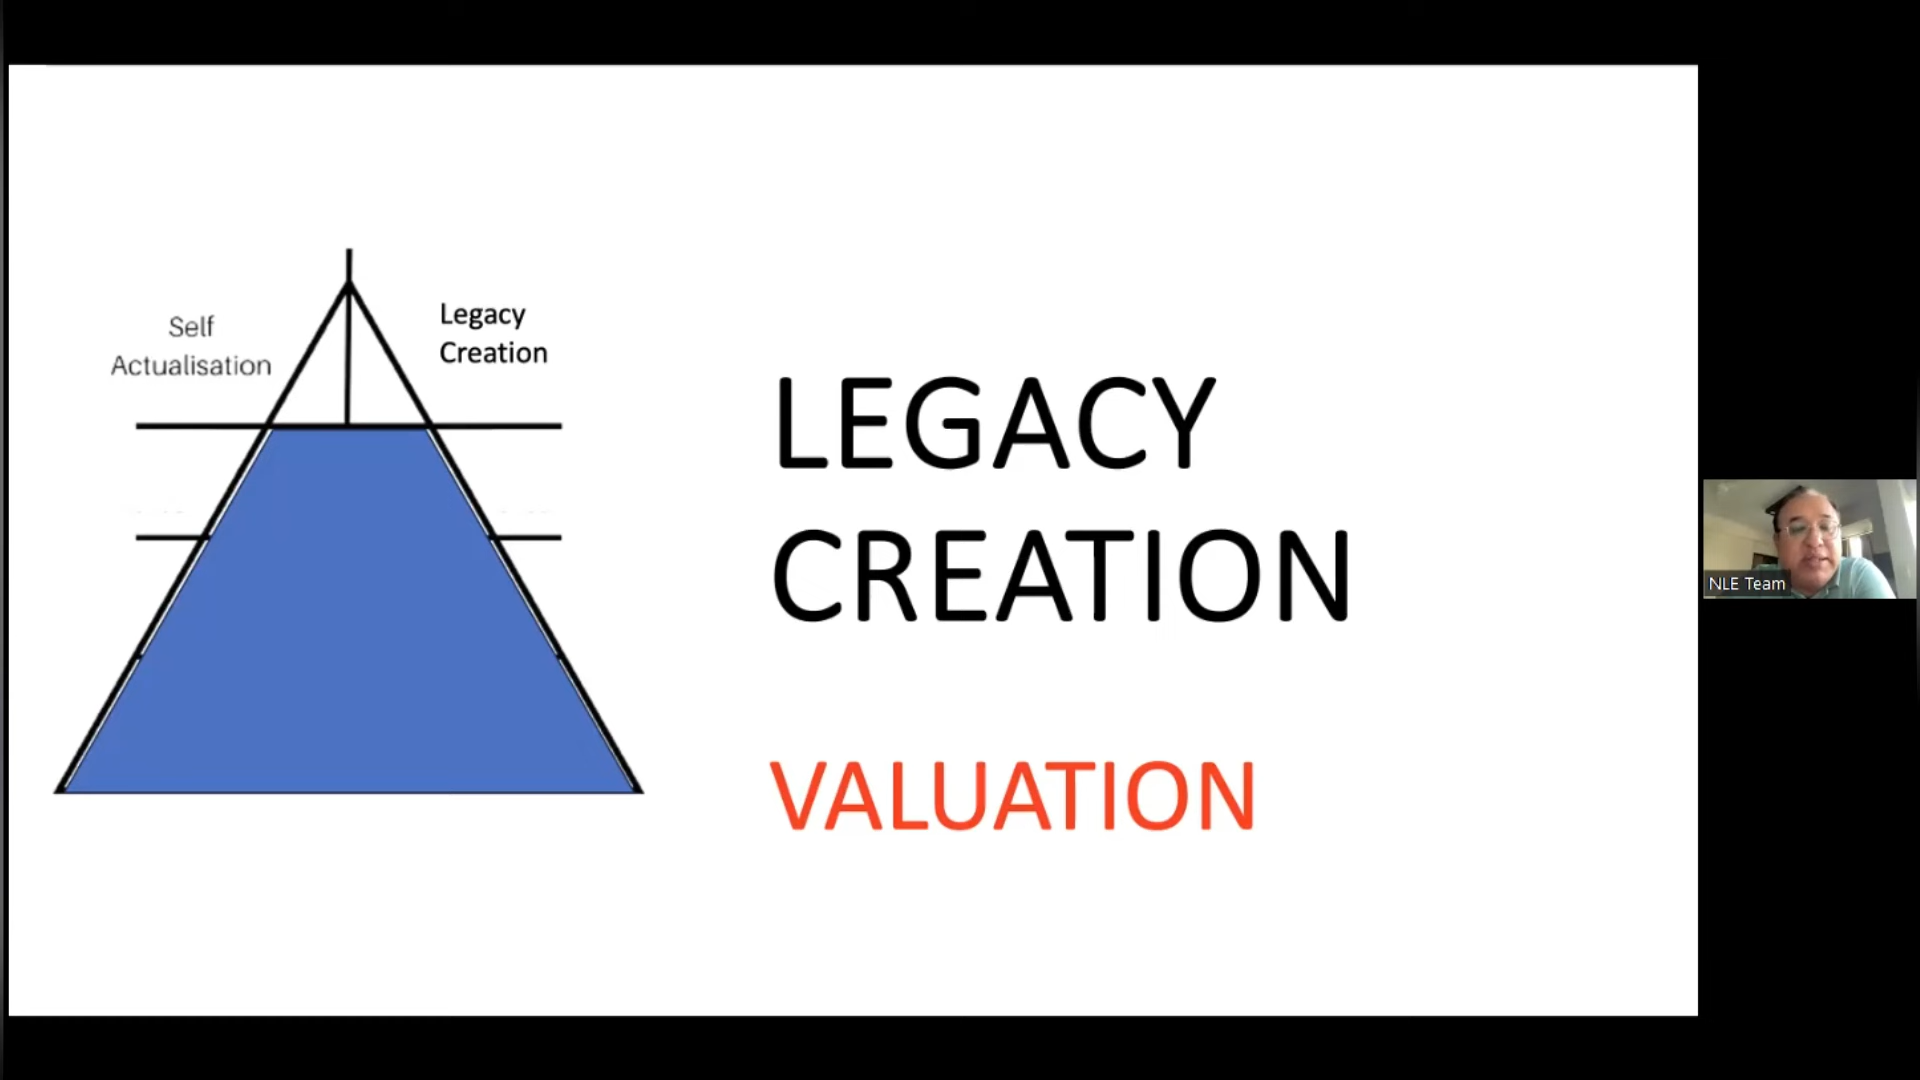 Self
Actualisation
Legacy
Creation
LEGACY
CREATION
VALUATION
NLE Team